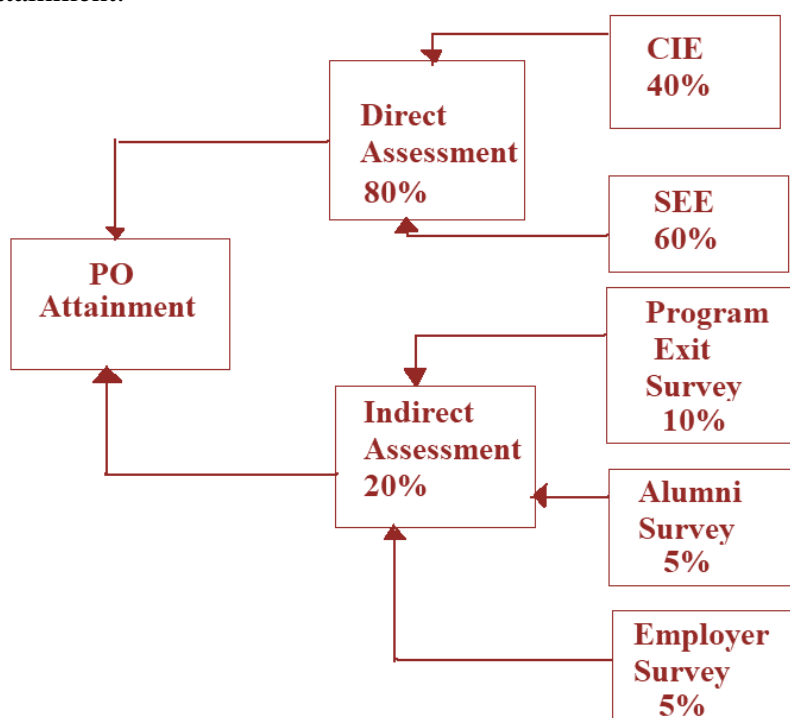 CIE
40%
Direct
Assessment
80%
SEE
60%
PO
Attainment
Program
Exit
Survey
10%
Indirect
Assessment
20%
Alumni
Survey
5%
Employer
Survey
5%